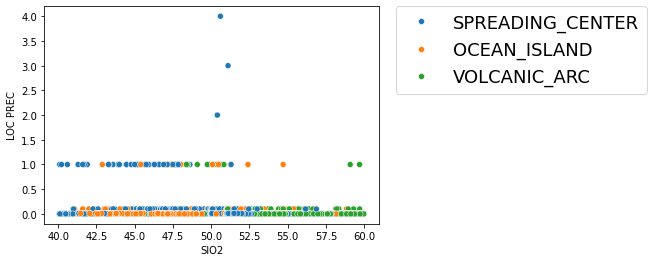 4.0
3.5
3.0
2.5
2.0
1.5
1.0
0.5
0.0
LOC PREC
40.0 42.5 45.0 47.5 50.0 52.5 55.0 57.5 60.0
SIO2
SPREADING_CENTER
OCEAN_ISLAND
VOLCANIC_ARC